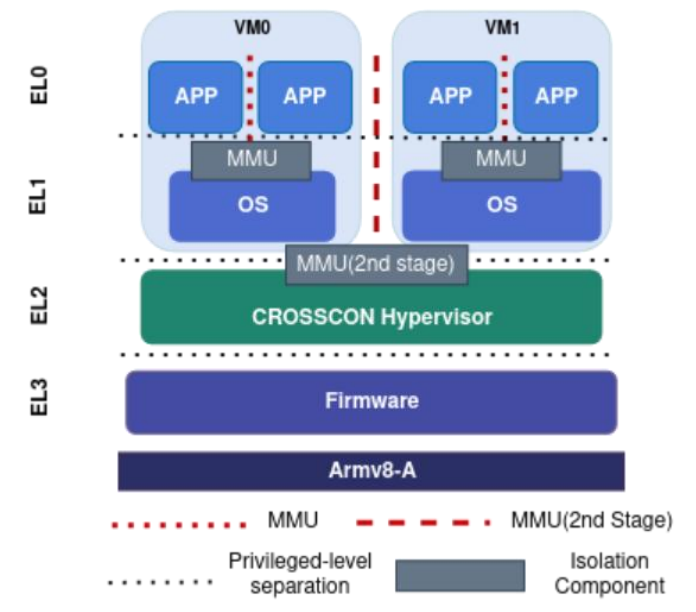 VM0
VM1
EL0
APP
APP
APP
APP
MMU
MMU
EL1
OS
OS
MMU(2nd stage)
EL2
CROSSCON Hypervisor
EL3
Firmware
Armv8-A
MMU
MMU(2nd Stage)
Privileged-level
separation
Isolation
Component